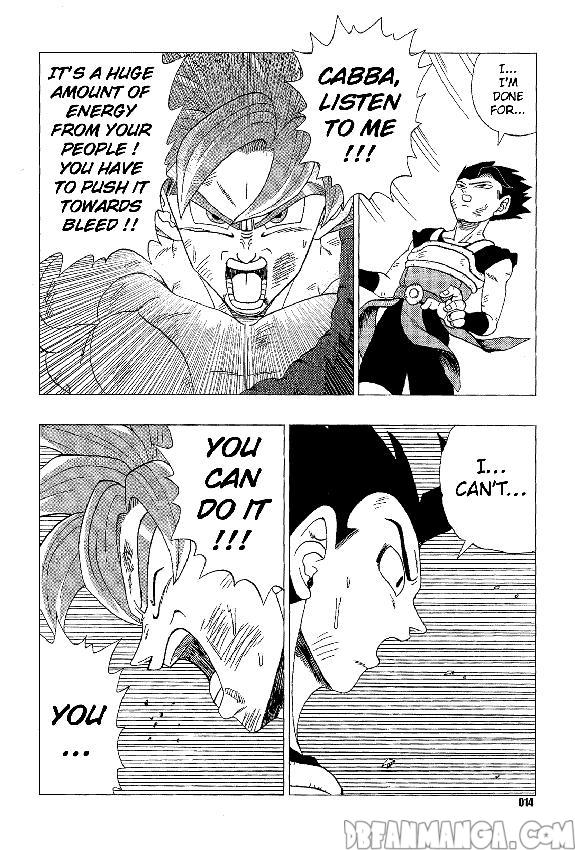 I...
I'M
DONE
FOR...
CABBA,
LISTEN
TO ME
!!!
IT'S A HUGE
AMOUNT OF
ENERGY
FROM YOUR
PEOPLE !
YOU HAVE
TO PUSH IT
TOWARDS
BLEED !!
I...
CAN'T...
YOU
CAN
DO IT
!!!
YOU
...
014
DBFANMANGA.COM